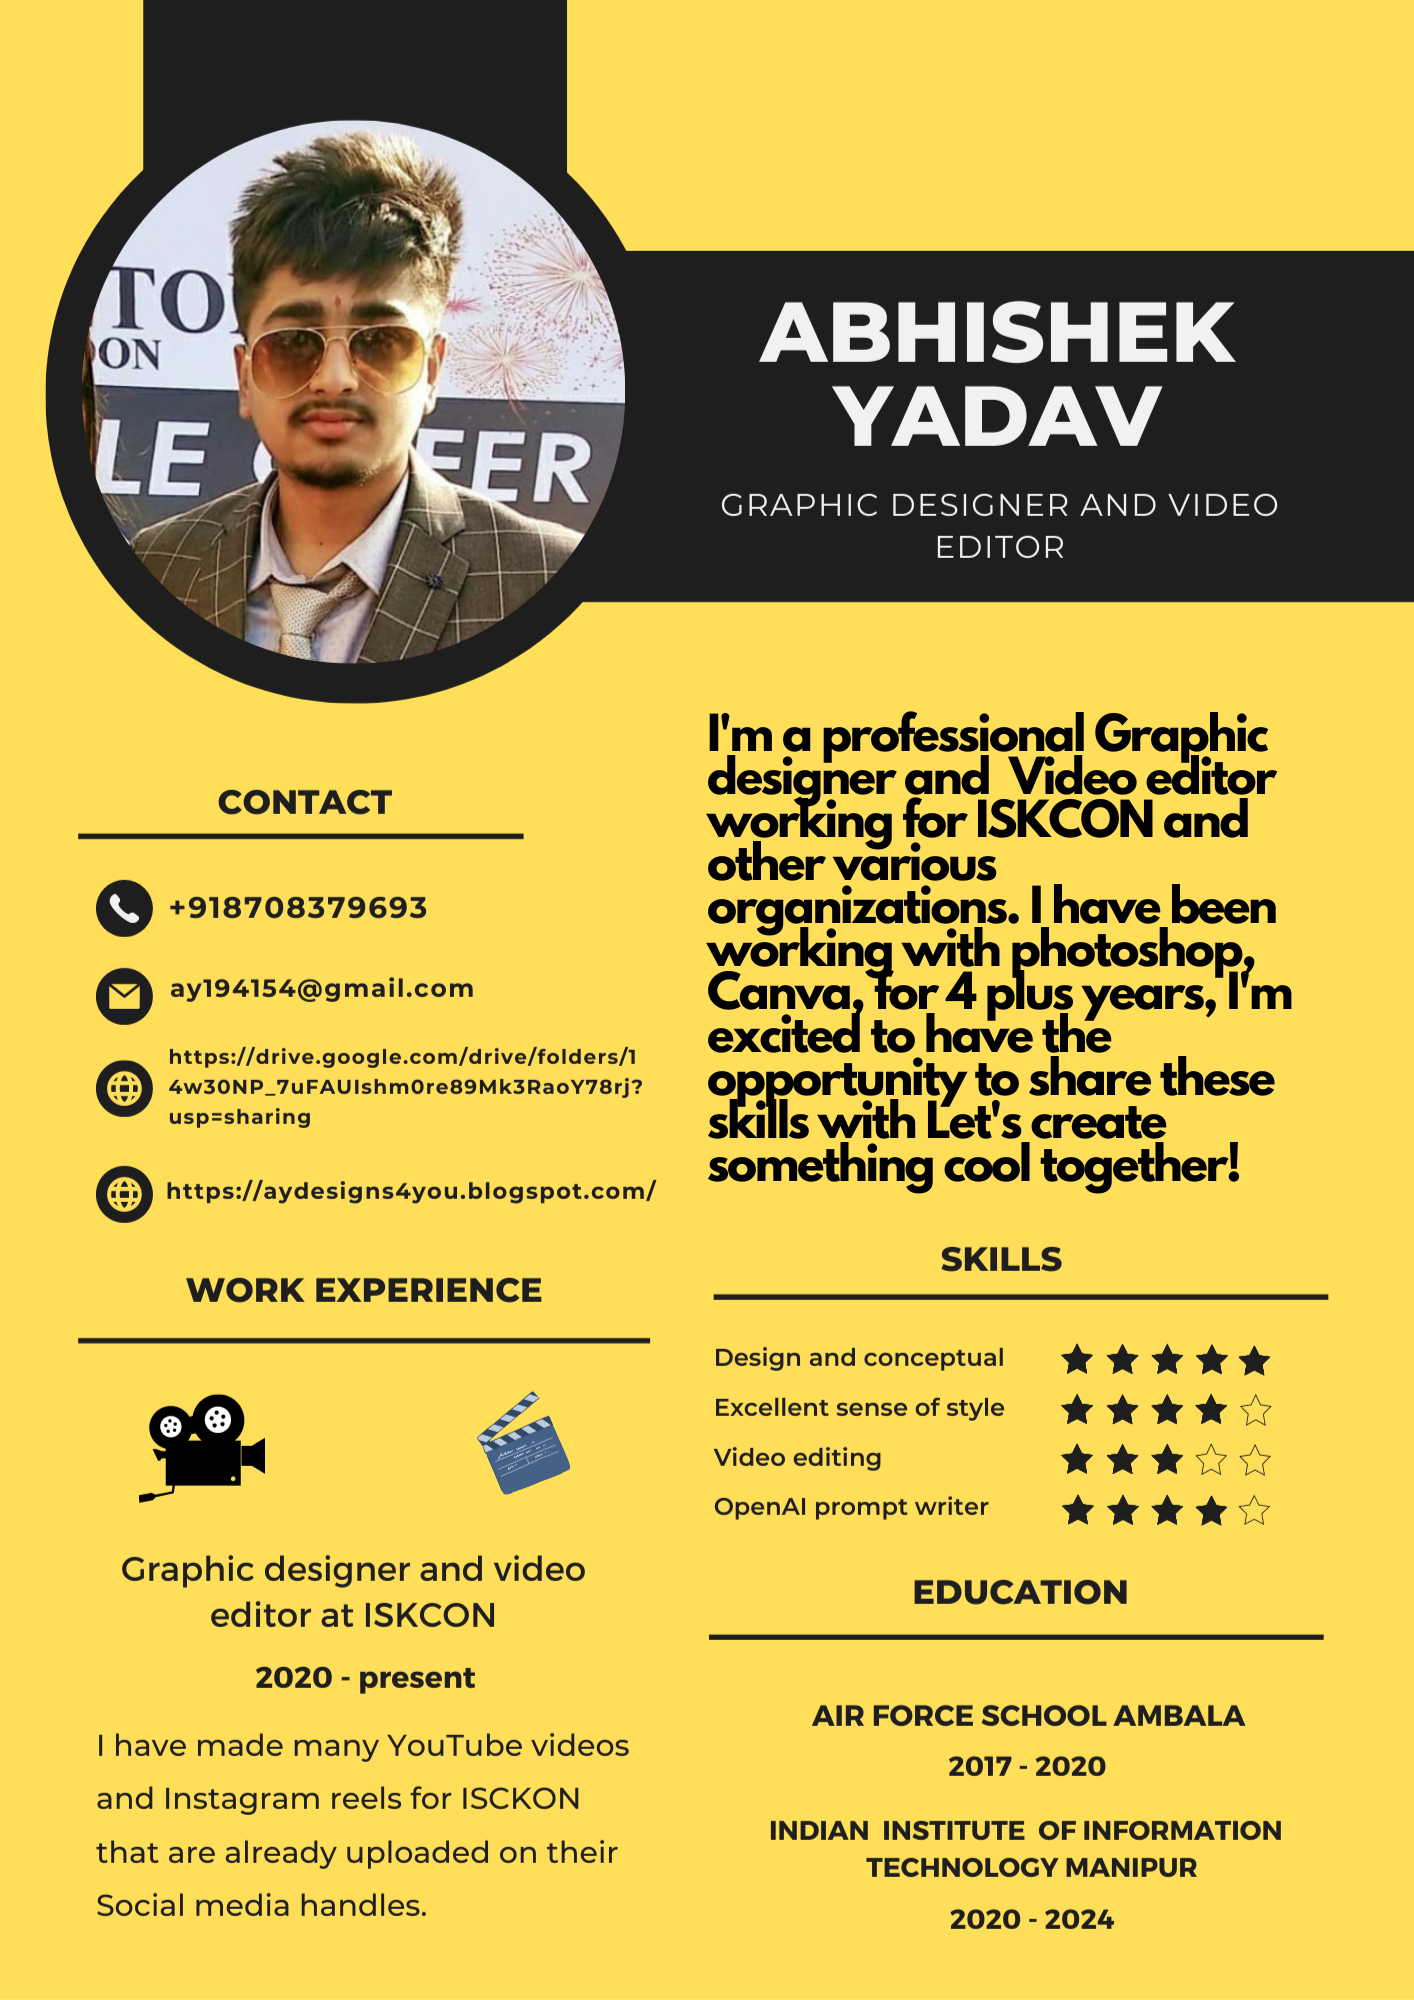 TO
ON
LE
EER
ABHISHEK
YADAV
GRAPHIC DESIGNER AND VIDEO
EDITOR
CONTACT
+918708379693
ay194154@gmail.com
https://drive.google.com/drive/folders/1
4w30NP_7uFAUIshm0re89Mk3RaoY78rj?
usp=sharing
https://aydesigns4you.blogspot.com/
WORK EXPERIENCE
Graphic designer and video
editor at ISKCON
2020 - present
I have made many YouTube videos
and Instagram reels for ISCKON
that are already uploaded on their
Social media handles.
I'm a professional Graphic
designer and  Video editor
working for ISKCON and
other various
organizations. I have been
working with photoshop,
Canva, for 4 plus years, I'm
excited to have the
opportunity to share these
skills with Let's create
something cool together!
SKILLS
Design and conceptual
Excellent sense of style
Video editing
OpenAI prompt writer
EDUCATION
AIR FORCE SCHOOL AMBALA
2017 - 2020
INDIAN  INSTITUTE  OF INFORMATION
TECHNOLOGY MANIPUR
2020 - 2024